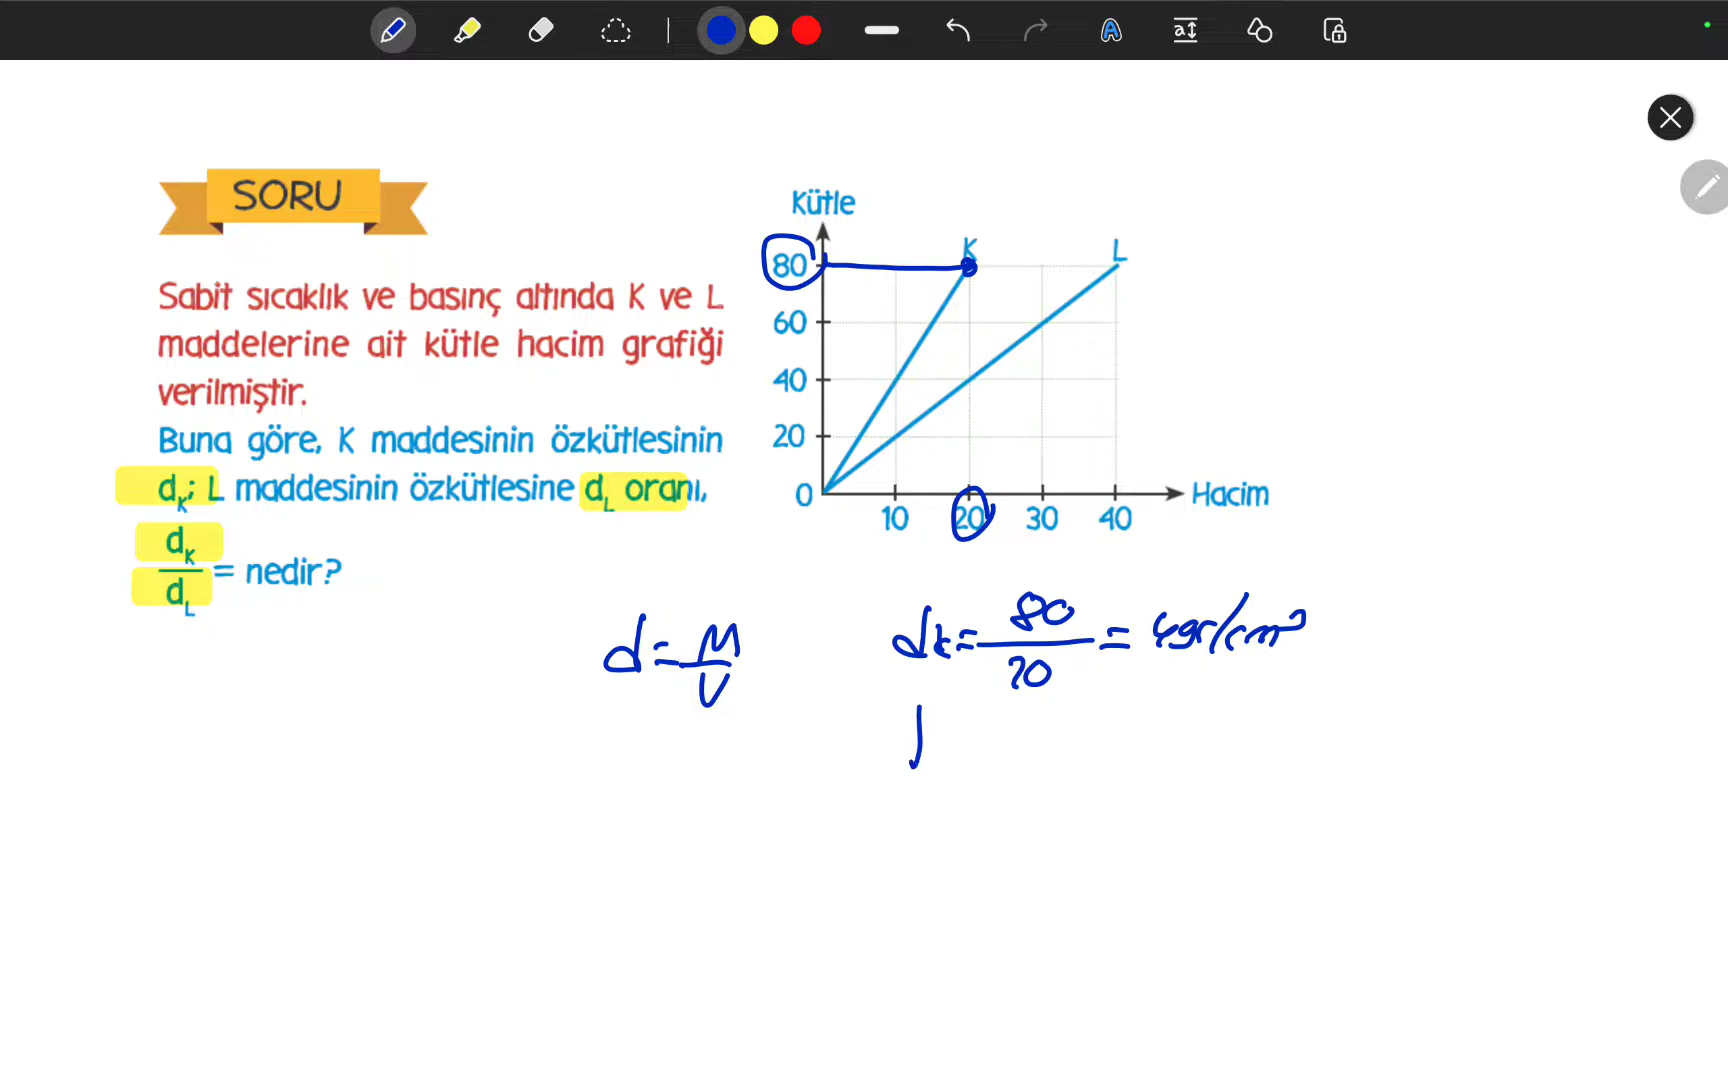 SORU
Sabit sıcaklık ve basınç altında K ve L
maddelerine ait kütle hacim grafiği
verilmiştir.
Buna göre, K maddesinin özkütlesinin
dK; L maddesinin özkütlesine dL oranı,
dK
dL
= nedir?
Kütle
K
L
80
60
40
20
0
10
20
30
40
Hacim
d = M
V
dk = 80
20
= 4gr/cm³